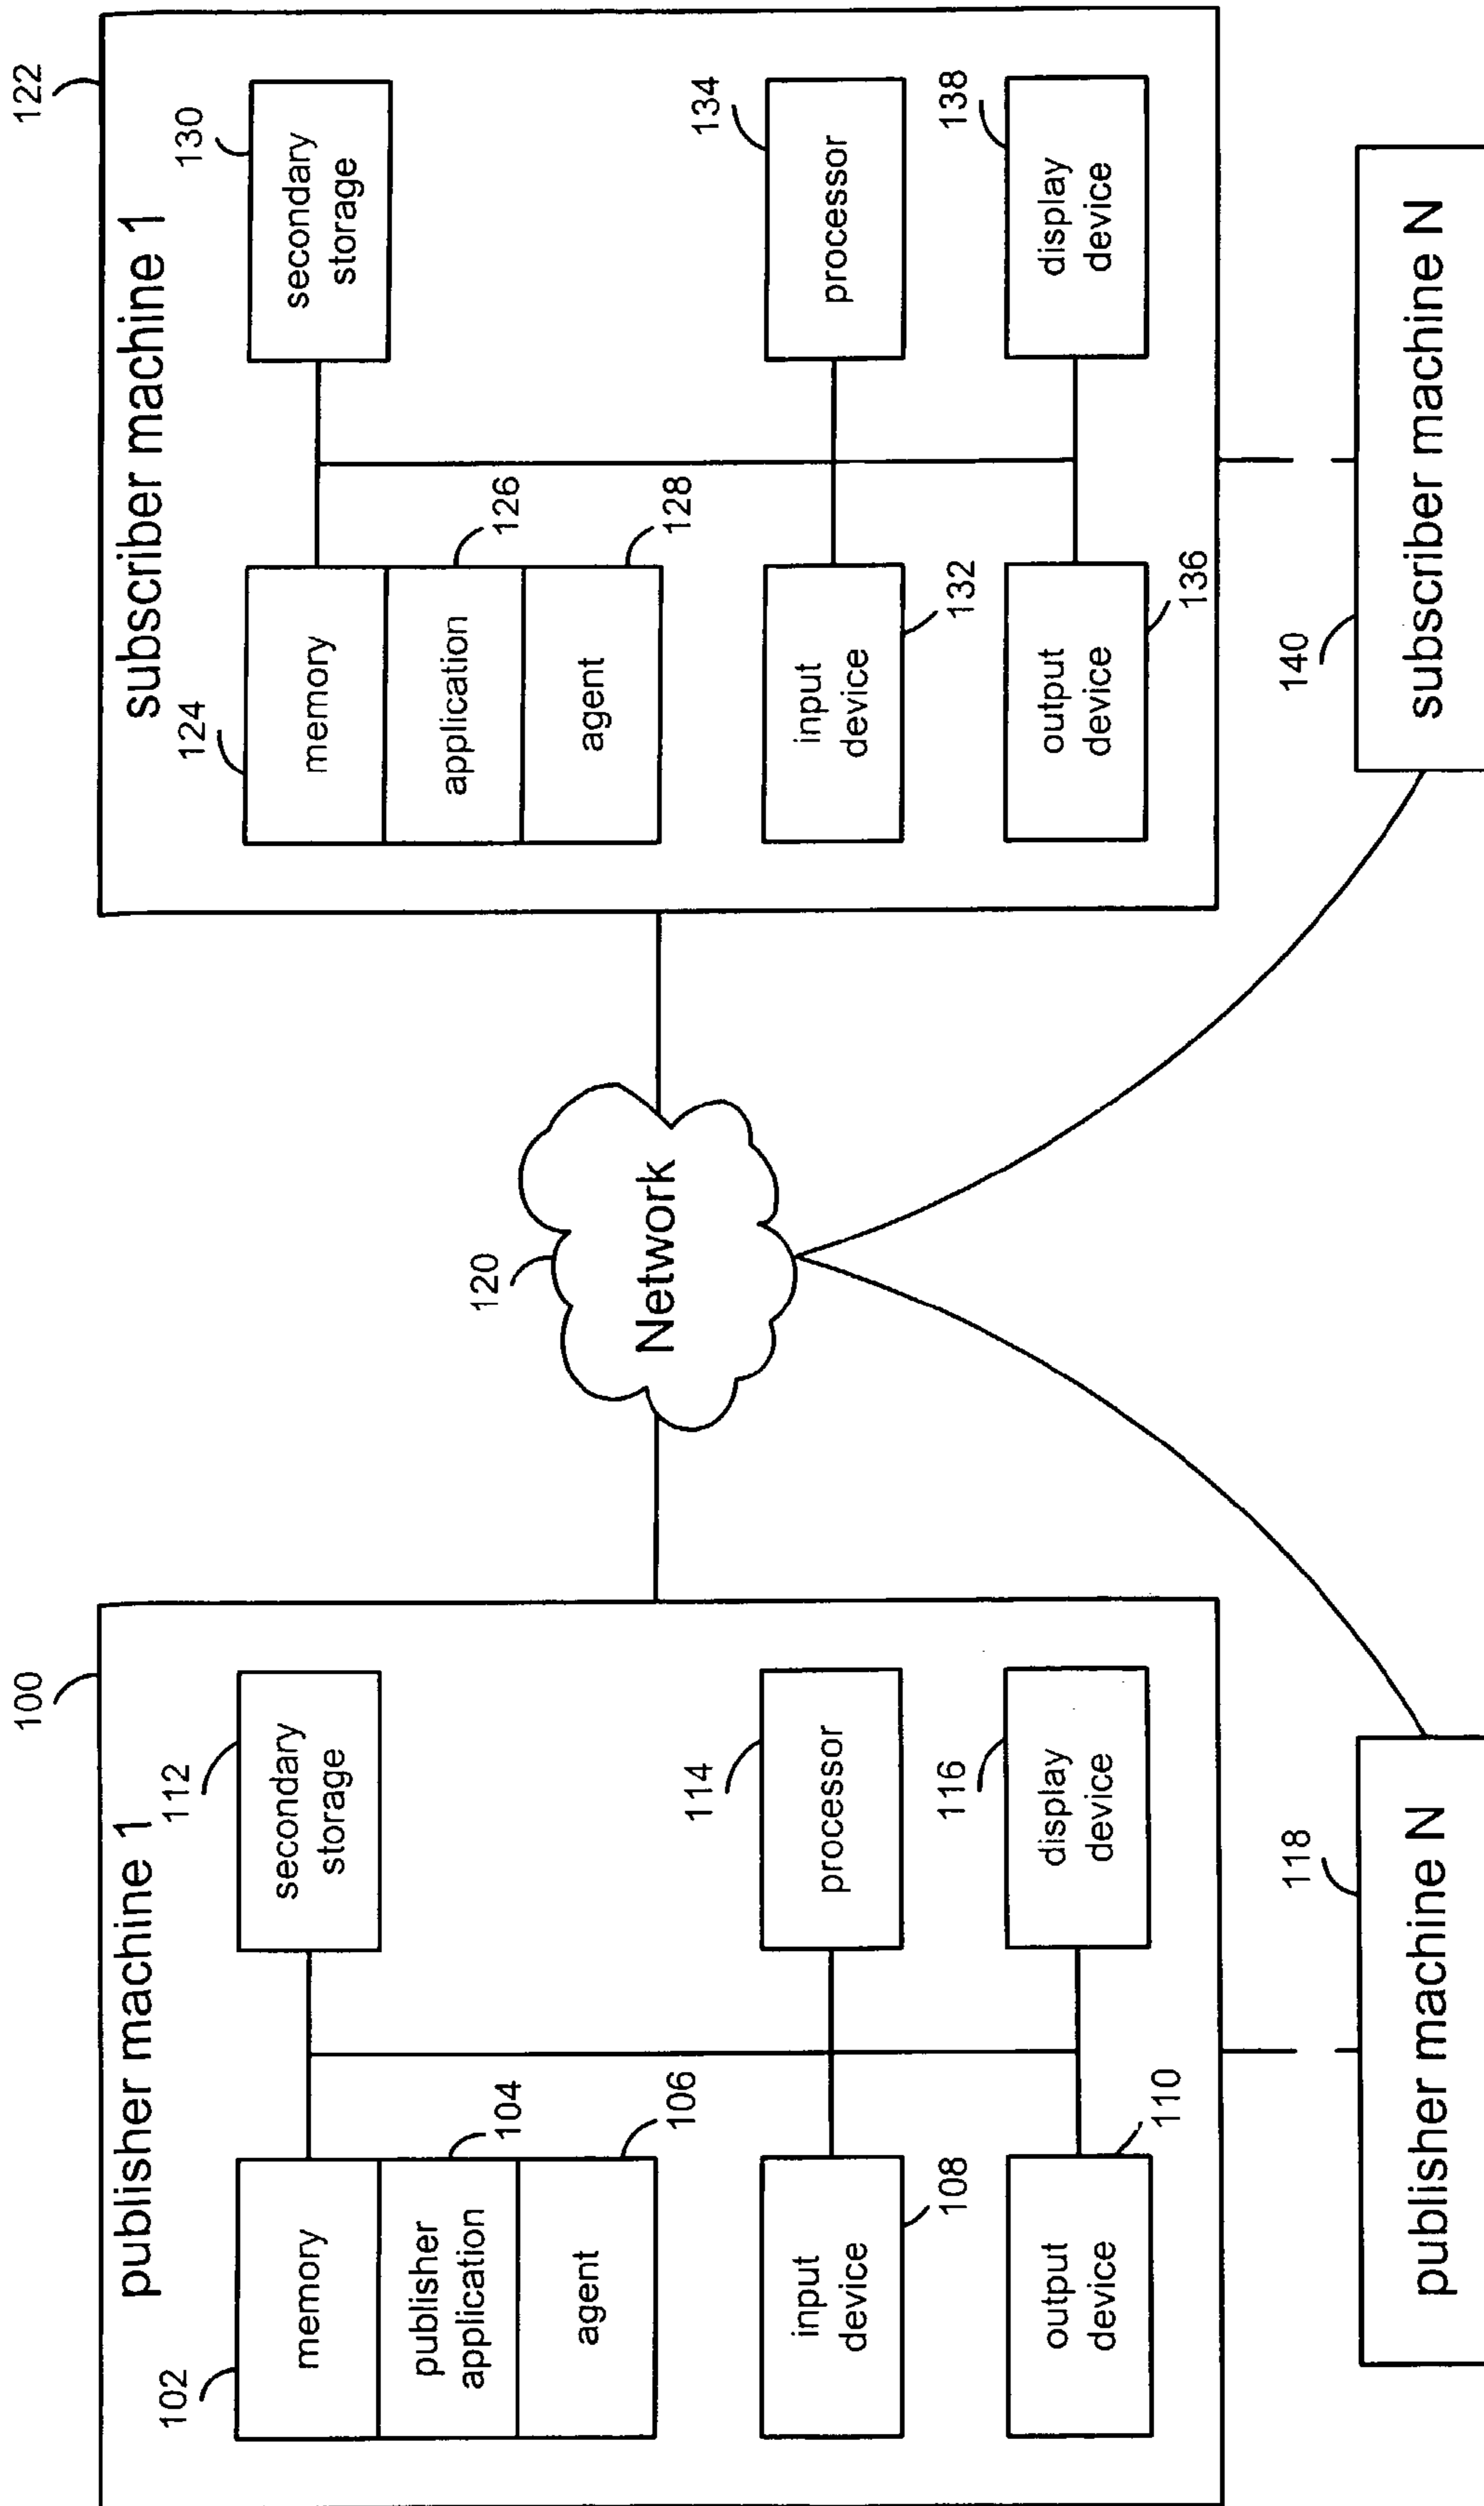 100
publisher machine 1
102
memory
publisher
application
104
agent
106
112
secondary
storage
input
device
108
114
processor
output
device
110
116
display
device
118
publisher machine N
120
Network
122
subscriber machine 1
124
memory
application
126
agent
128
130
secondary
storage
input
device
132
134
processor
output
device
136
138
display
device
140
subscriber machine N